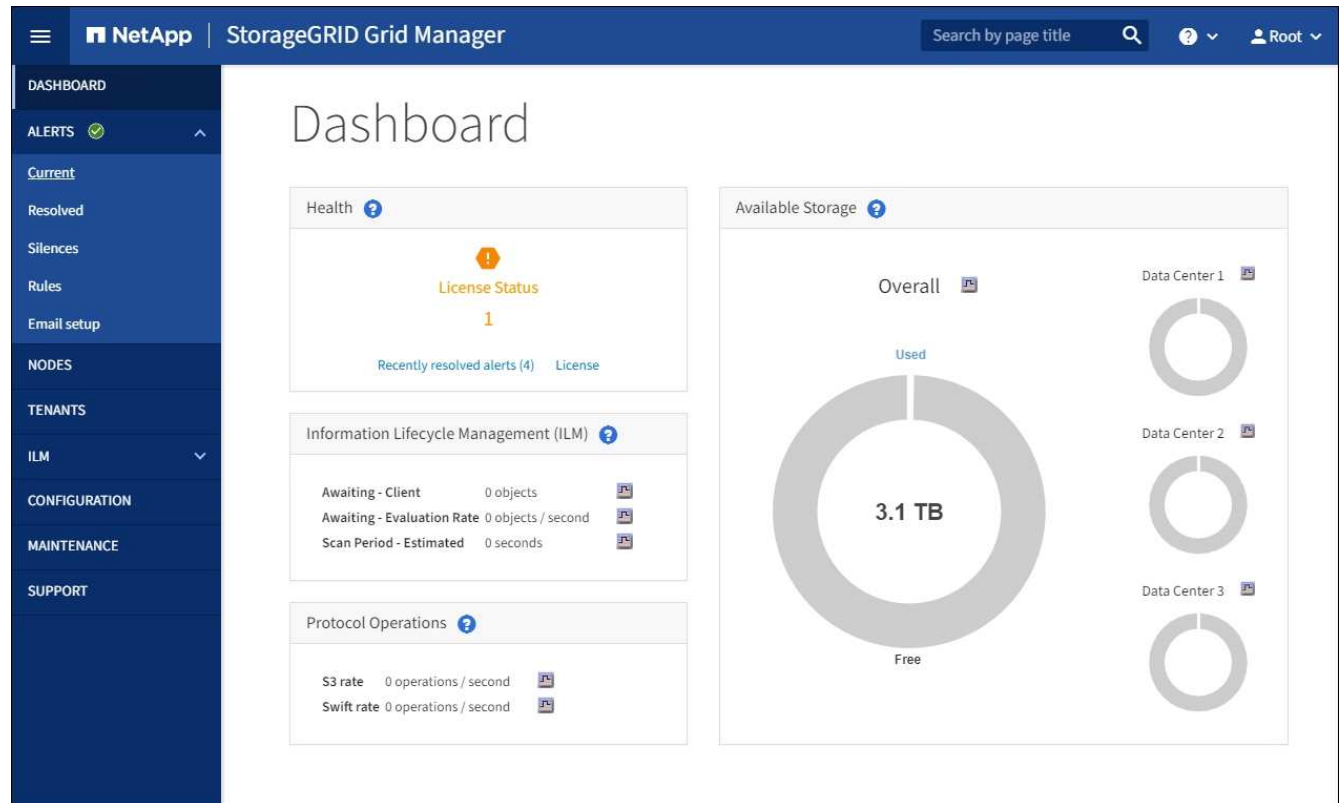 NetApp | StorageGRID Grid Manager
Search by page title
Root
DASHBOARD
ALERTS
Current
Resolved
Silences
Rules
Email setup
NODES
TENANTS
ILM
CONFIGURATION
MAINTENANCE
SUPPORT
Dashboard
Health
License Status
1
Recently resolved alerts (4) License
Information Lifecycle Management (ILM)
Awaiting - Client 0 objects
Awaiting - Evaluation Rate 0 objects / second
Scan Period - Estimated 0 seconds
Protocol Operations
S3 rate 0 operations / second
Swift rate 0 operations / second
Available Storage
Overall
Used
3.1 TB
Free
Data Center 1
Data Center 2
Data Center 3